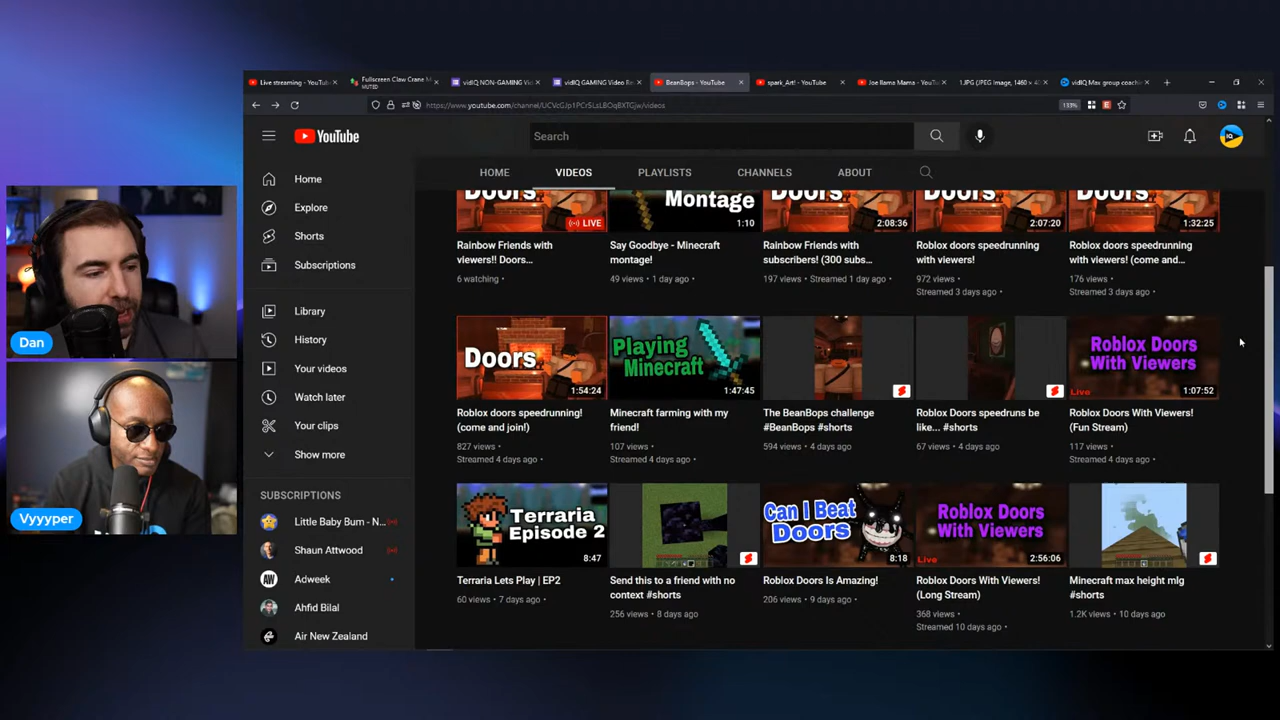 Live streaming - YouTu
Fullscreen Claw Crane M
MUTED
vidIQ NON-GAMING Vi
vidIQ GAMING Video Re
BeanBops - YouTube
spark_Art! - YouTube
Joe Bama Mama - YouTu
1.JPG (JPEG Image, 1460 × 4
vidIQ Max group coachi
133%
YouTube
Search
HOME
VIDEOS
PLAYLISTS
CHANNELS
ABOUT
Home
Explore
Shorts
Subscriptions
Library
History
Your videos
Watch later
Your clips
Show more
SUBSCRIPTIONS
Little Baby Bum - N...
Shaun Attwood
Adweek
Ahfid Bilal
Air New Zealand
Dan
Vyyyper
Doors
LIVE
Montage
1:10
Doors
2:08:36
Doors
2:07:20
Doors
1:32:25
Rainbow Friends with
viewers!! Doors...
6 watching •
Say Goodbye - Minecraft
montage!
49 views • 1 day ago •
Rainbow Friends with
subscribers! (300 subs...
197 views • Streamed 1 day ago •
Roblox doors speedrunning
with viewers!
972 views •
Streamed 3 days ago •
Roblox doors speedrunning
with viewers! (come and...
176 views •
Streamed 3 days ago •
Doors
1:54:24
Playing
Minecraft
1:47:45
Roblox Doors
With Viewers
Live
1:07:52
Roblox doors speedrunning!
(come and join!)
827 views •
Streamed 4 days ago •
Minecraft farming with my
friend!
107 views •
Streamed 4 days ago •
The BeanBops challenge
#BeanBops #shorts
594 views • 4 days ago •
Roblox Doors speedruns be
like... #shorts
67 views • 4 days ago •
Roblox Doors With Viewers!
(Fun Stream)
117 views •
Streamed 4 days ago •
Terraria
Episode 2
8:47
Can I Beat
Doors
8:18
Roblox Doors
With Viewers
Live
2:56:06
Terraria Lets Play | EP2
60 views • 7 days ago •
Send this to a friend with no
context #shorts
256 views • 8 days ago
Roblox Doors Is Amazing!
206 views • 9 days ago •
Roblox Doors With Viewers!
(Long Stream)
368 views •
Streamed 10 days ago •
Minecraft max height mlg
#shorts
1.2K views • 10 days ago